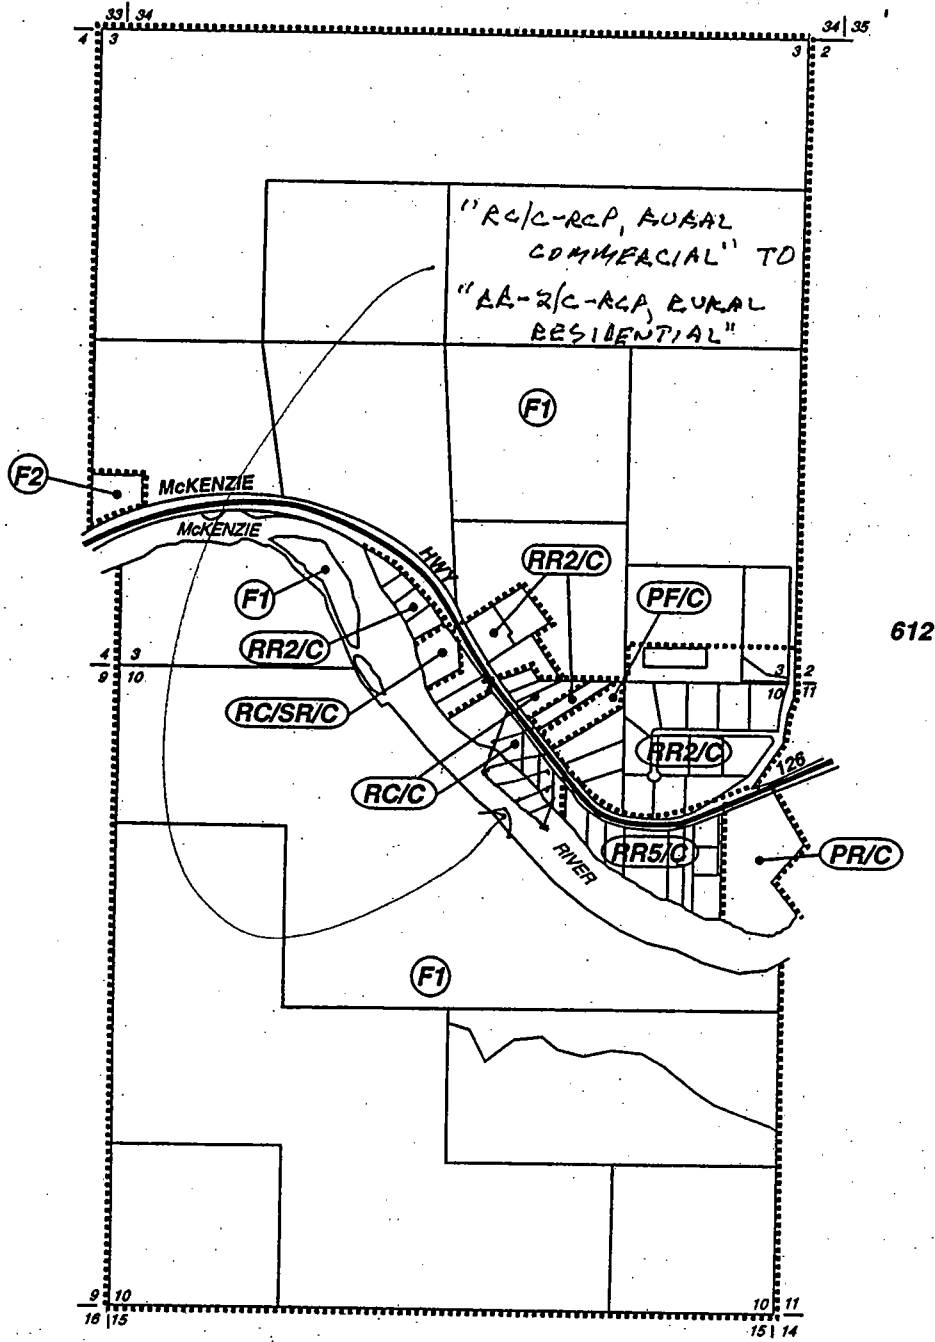 33 | 34
34 | 35
4 | 3
3 | 2
"RC/C-RCP, RURAL
COMMERCIAL" TO
"RR-2/C-RCP, RURAL
RESIDENTIAL"
F1
F2
McKENZIE
McKENZIE
HWY
RR2/C
F1
PF/C
612
RR2/C
4 | 3
9 | 10
3 | 2
10 | 11
RC/SR/C
RR2/C
126
RC/C
RIVER
RR5/C
PR/C
F1
9 | 10
16 | 15
10 | 11
15 | 14